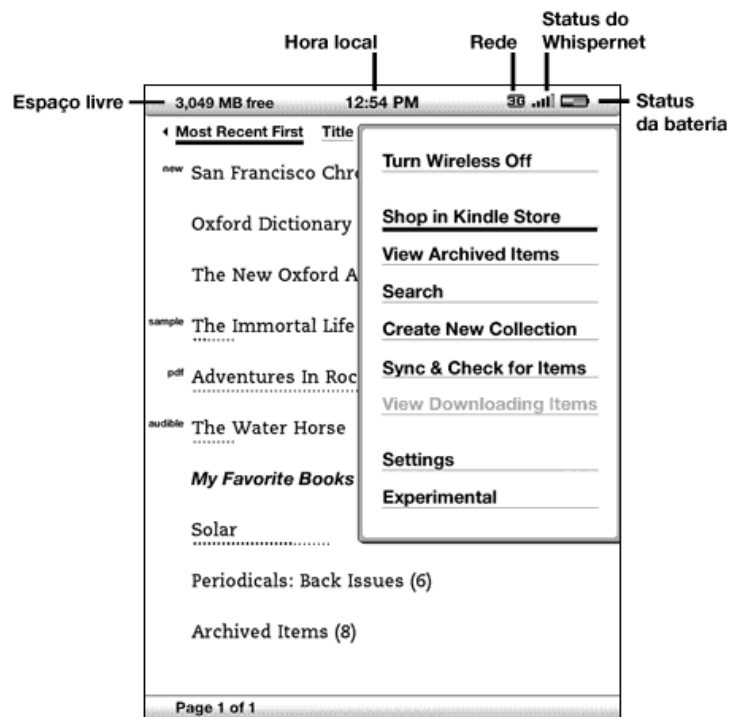 Status do
Hora local Rede Whispernet
Espaço livre 3,049 MB free 12:54 PM 3G Status
da bateria
Most Recent First Title
Turn Wireless Off
new San Francisco Chr
Shop in Kindle Store
Oxford Dictionary
View Archived Items
The New Oxford A
Search
sample The Immortal Life
Create New Collection
Sync & Check for Items
pdf Adventures In Roc
View Downloading Items
audible The Water Horse
Settings
My Favorite Books
Experimental
Solar
Periodicals: Back Issues (6)
Archived Items (8)
Page 1 of 1